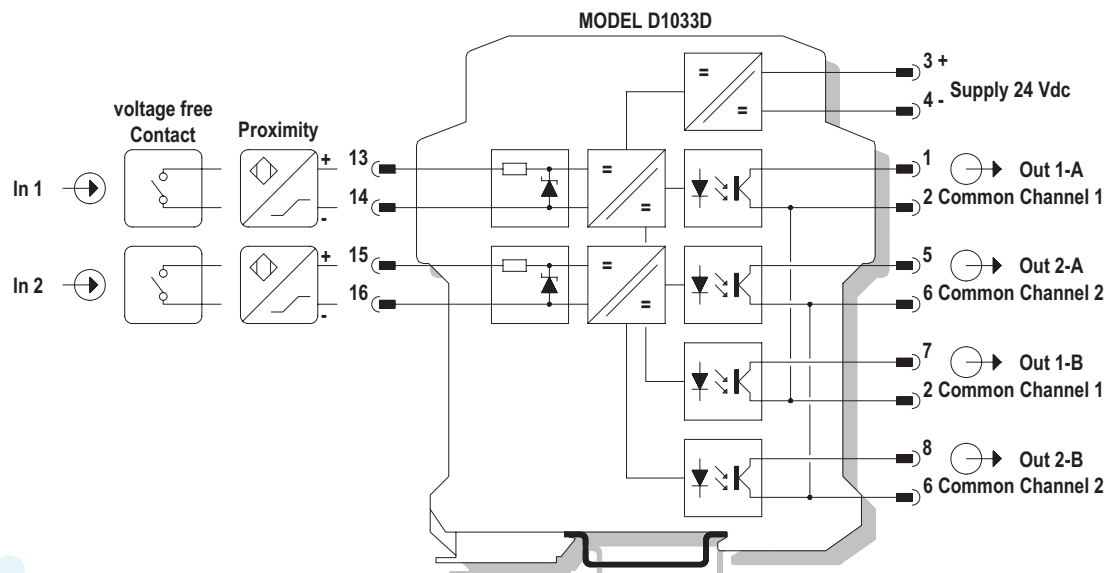 MODEL D1033D
3 +
4 -
Supply 24 Vdc
voltage free
Contact
Proximity
In 1
+
-
13
14
=
=
=
=
1
Out 1-A
2 Common Channel 1
In 2
+
-
15
16
=
=
5
Out 2-A
6 Common Channel 2
7
Out 1-B
2 Common Channel 1
8
Out 2-B
6 Common Channel 2